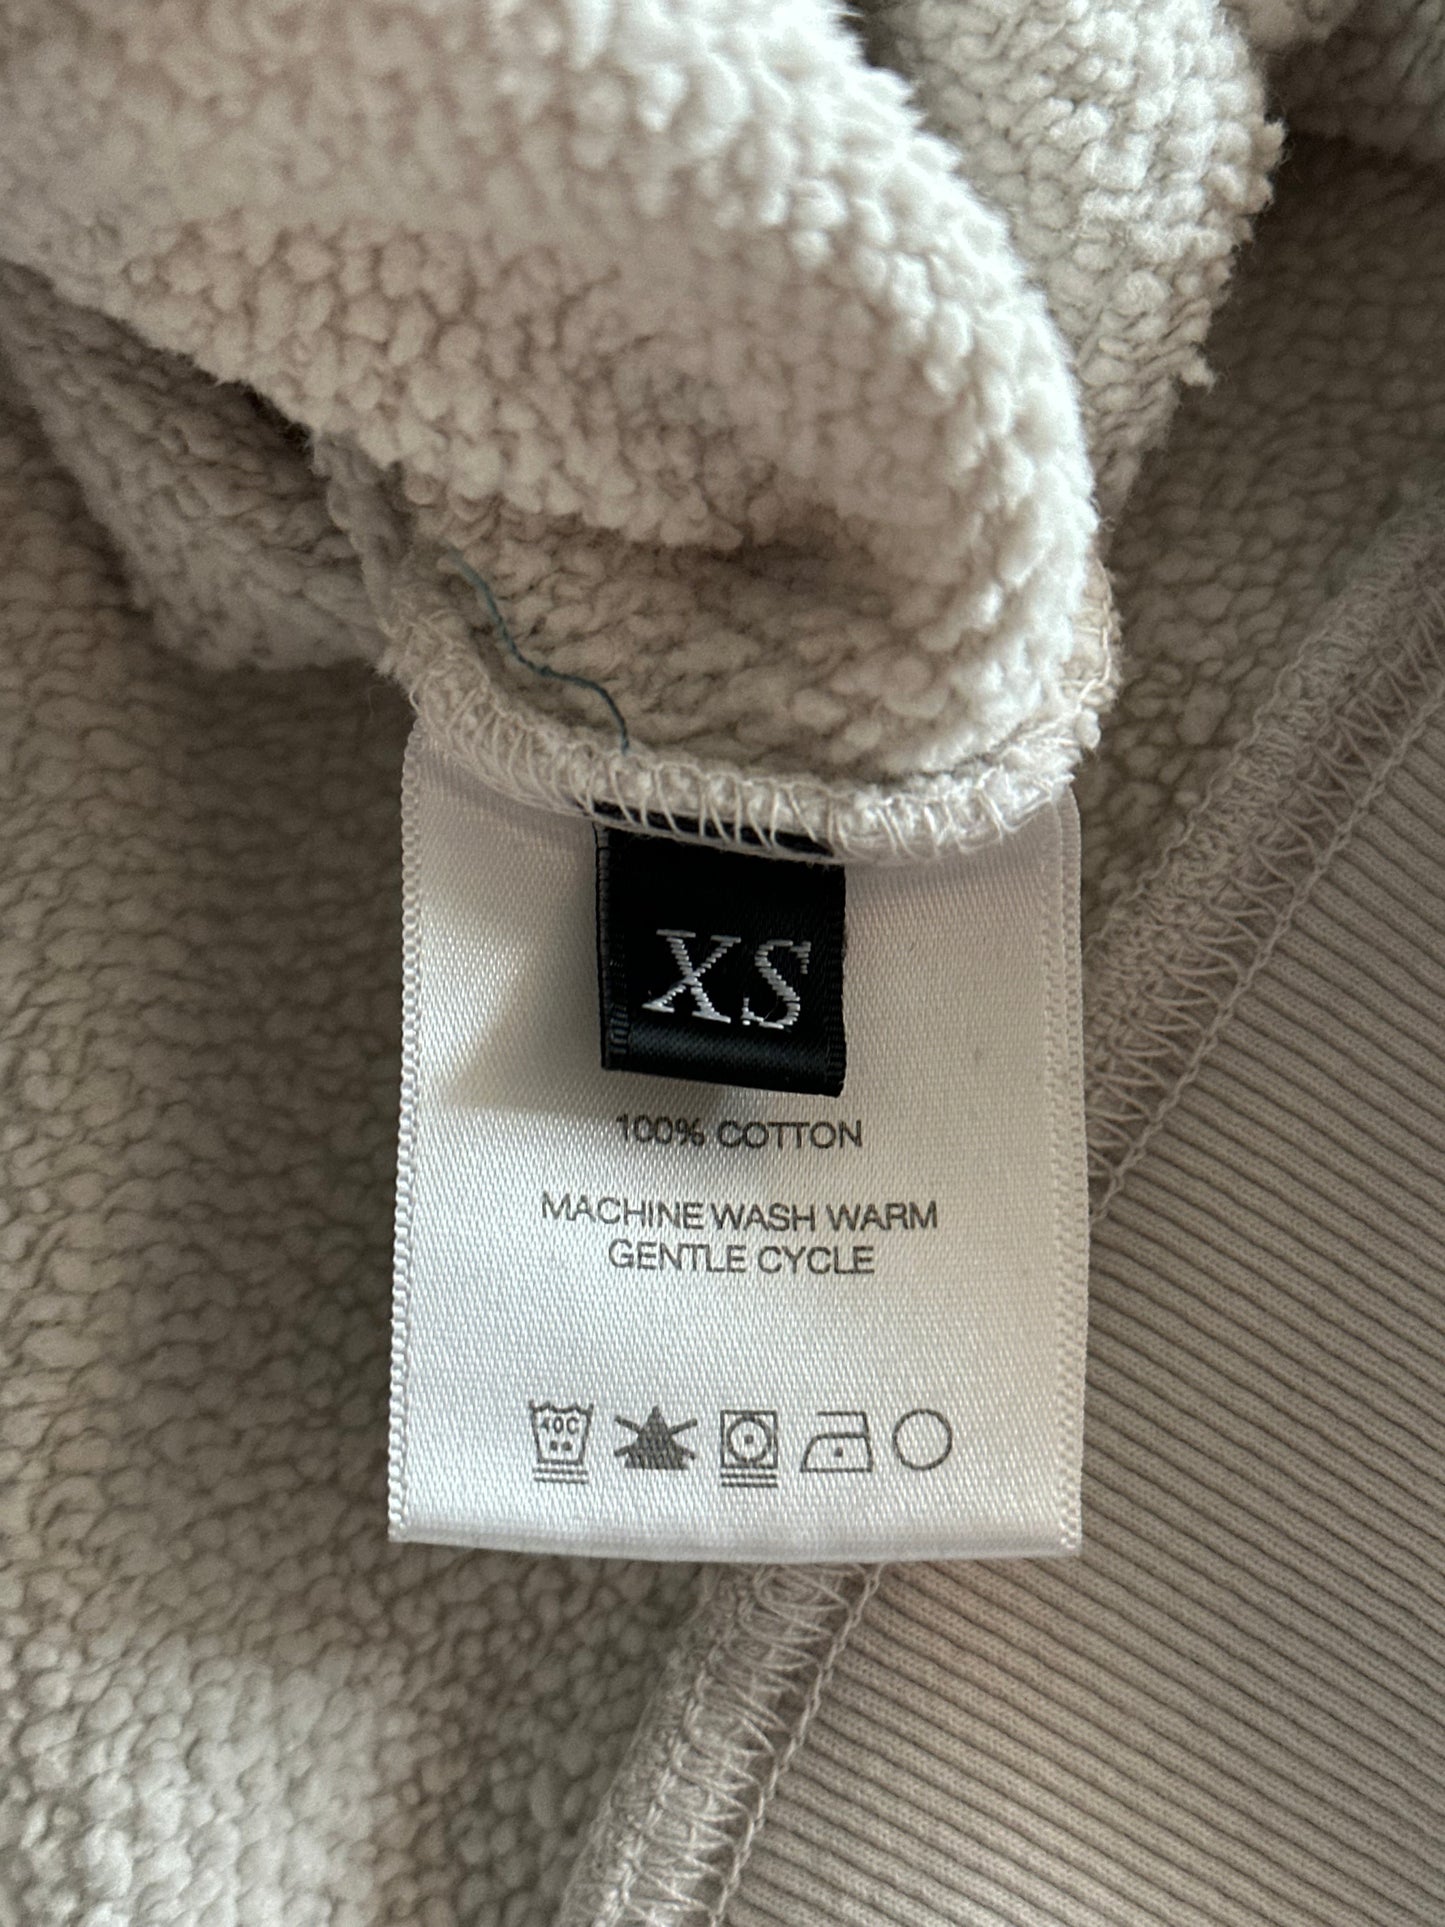 XS
100% COTTON
MACHINE WASH WARM
GENTLE CYCLE
40C